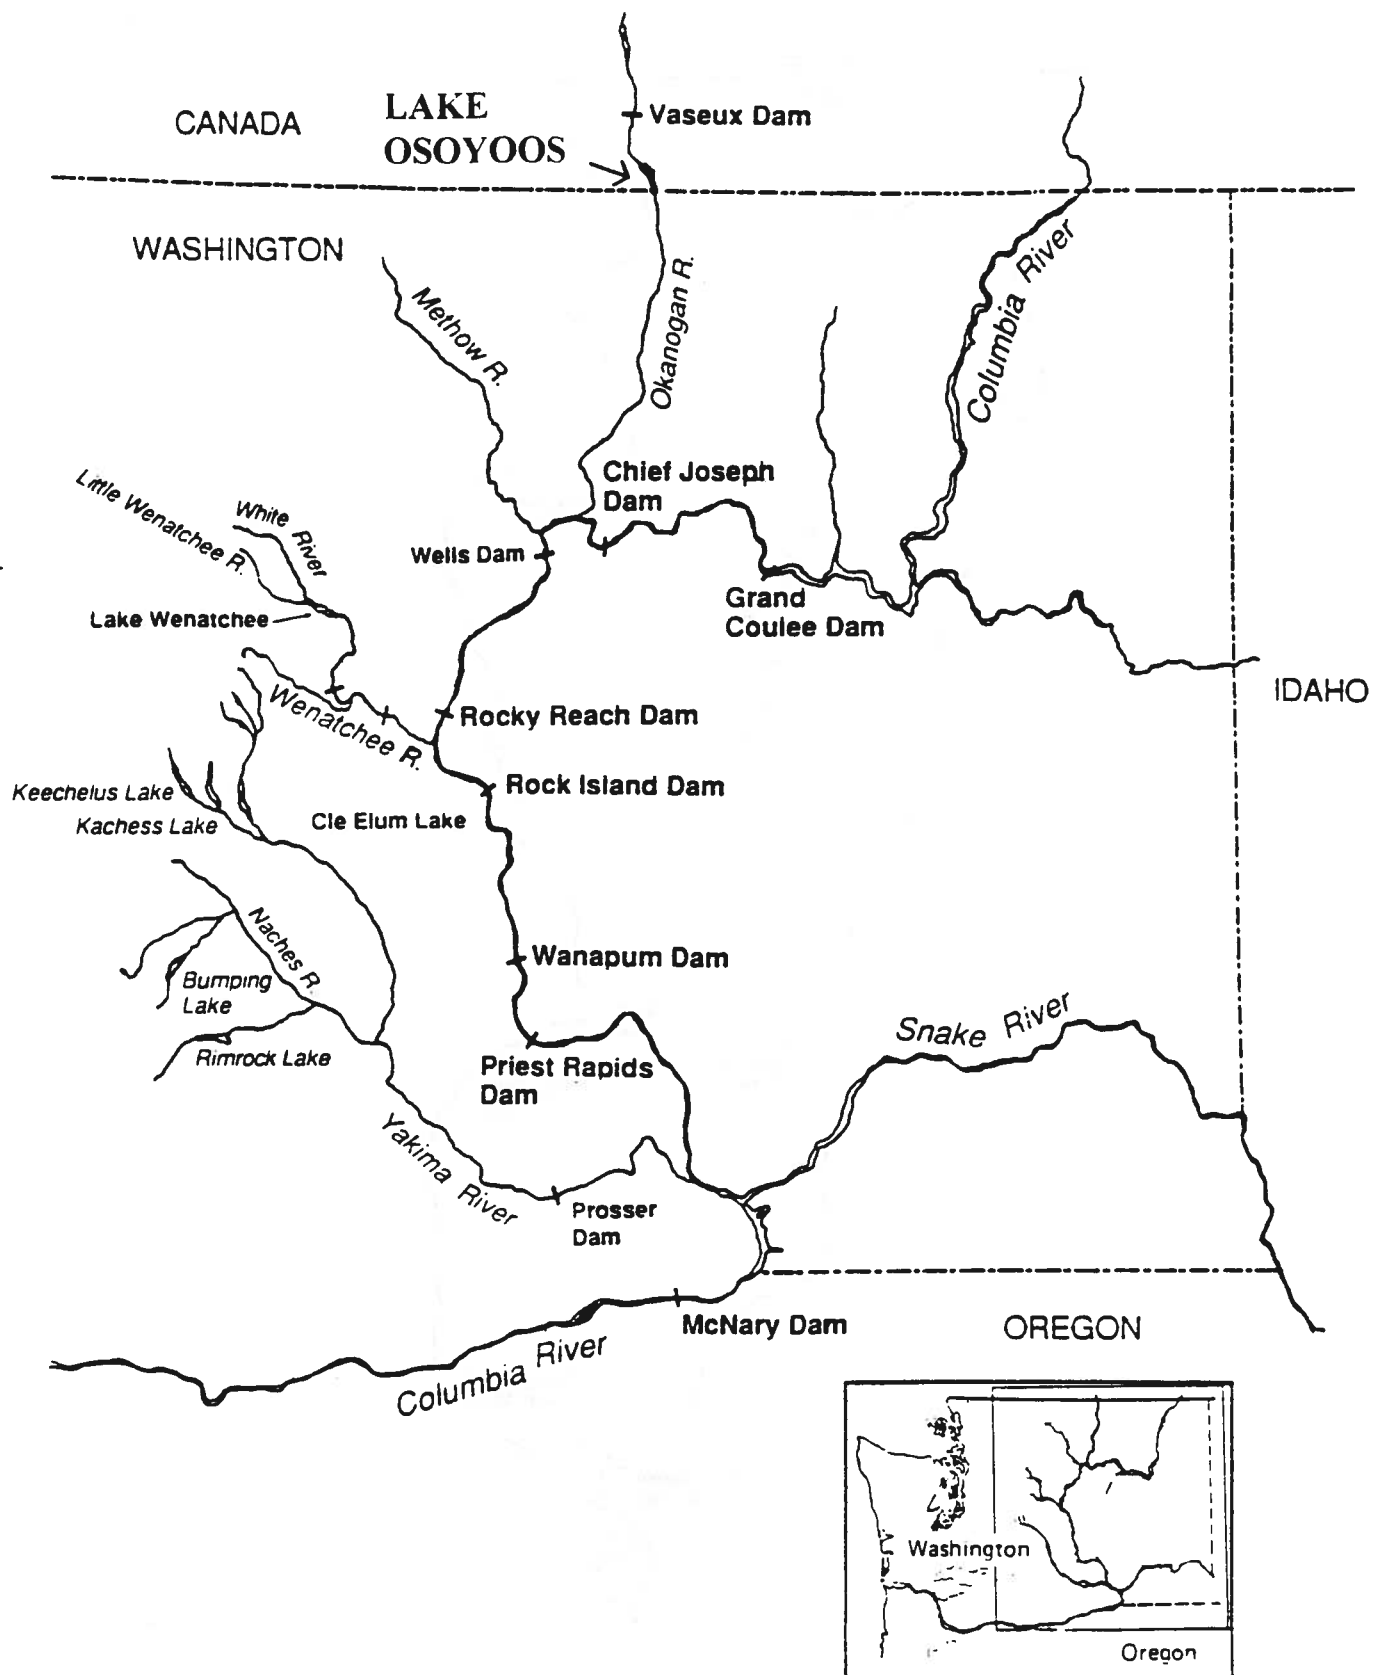 CANADA
LAKE
OSOYOOS
Vaseux Dam
WASHINGTON
Methow R.
Okanogan R.
Columbia River
Chief Joseph
Dam
Little Wenatchee R.
White River
Wells Dam
Lake Wenatchee
Grand
Coulee Dam
IDAHO
Wenatchee R.
Rocky Reach Dam
Rock Island Dam
Keechelus Lake
Kachess Lake
Cle Elum Lake
Naches R.
Bumping
Lake
Wanapum Dam
Rimrock Lake
Priest Rapids
Dam
Snake River
Yakima River
Prosser
Dam
McNary Dam
OREGON
Columbia River
Washington
Oregon